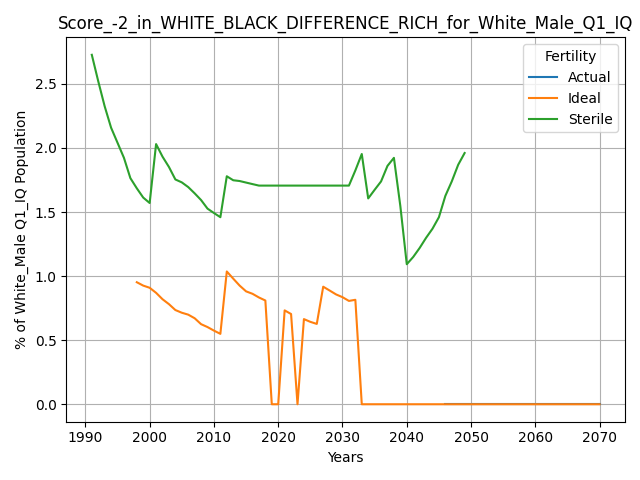 Score_-2_in_WHITE_BLACK_DIFFERENCE_RICH_for_White_Male_Q1_IQ
Fertility
Actual
Ideal
Sterile
% of White_Male Q1_IQ Population
2.5
2.0
1.5
1.0
0.5
0.0
1990 2000 2010 2020 2030 2040 2050 2060 2070
Years